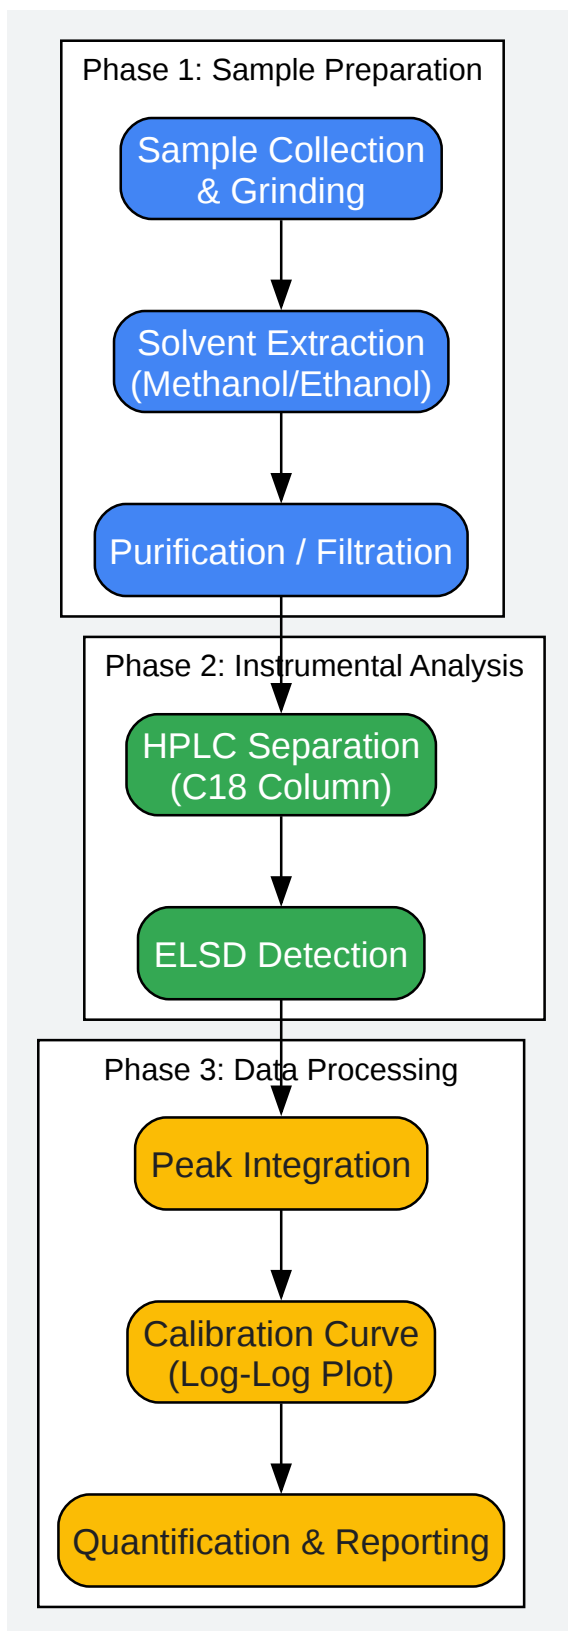 Phase 1: Sample Preparation
Sample Collection
& Grinding
Solvent Extraction
(Methanol/Ethanol)
Purification / Filtration
Phase 2: Instrumental Analysis
HPLC Separation
(C18 Column)
ELSD Detection
Phase 3: Data Processing
Peak Integration
Calibration Curve
(Log-Log Plot)
Quantification & Reporting